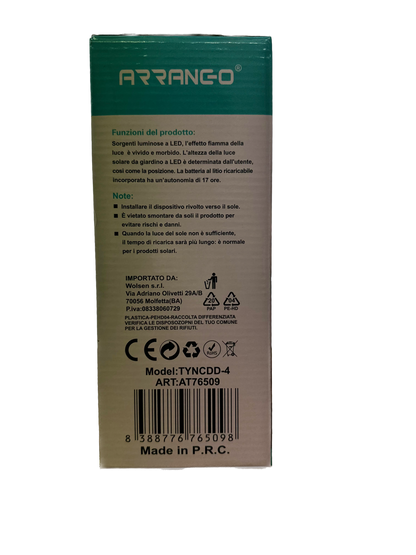 ARRANGO®
Funzioni del prodotto:
Sorgenti luminose a LED, l'effetto fiamma della
luce è vivido e morbido. L'altezza della luce
solare da giardino a LED é determinata dall'utente,
cosi come la posizione. La batteria al litio ricaricabile
incorporata ha un'autonomia di 17 ore.
Note:
■ Installare il dispositivo rivolto verso il sole.
■ È vietato smontare da soli il prodotto per
evitare rischi e danni.
■ Quando la luce del sole non è sufficiente,
il tempo di ricarica sarà più lungo: è normale
per i prodotti solari.
IMPORTATO DA:
Wolsen s.r.l.
Via Adriano Olivetti 29A/B
70056 Molfetta(BA)
P.iva:08338060729
20
PAP
04
PE-HD
PLASTICA-PEHD04-RACCOLTA DIFFERENZIATA
VERIFICA LE DISPOSOZIPNI DEL TUO COMUNE
PER LA GESTIONE DEI RIFIUTI.
CE
Model:TYNCDD-4
ART:AT76509
8 388776 765098
Made in P.R.C.